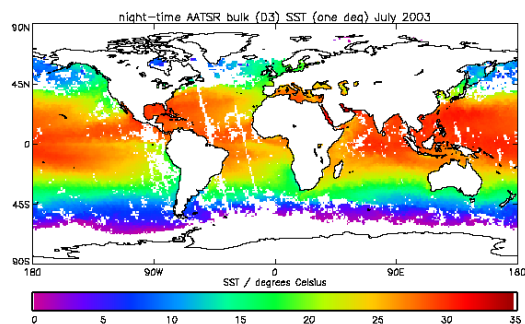 night-time AATSR bulk (D3) SST (one deg) July 2003
90N
45N
0
45S
90S
180 90W 0 90E 180
SST / degrees Celsius
0 5 10 15 20 25 30 35